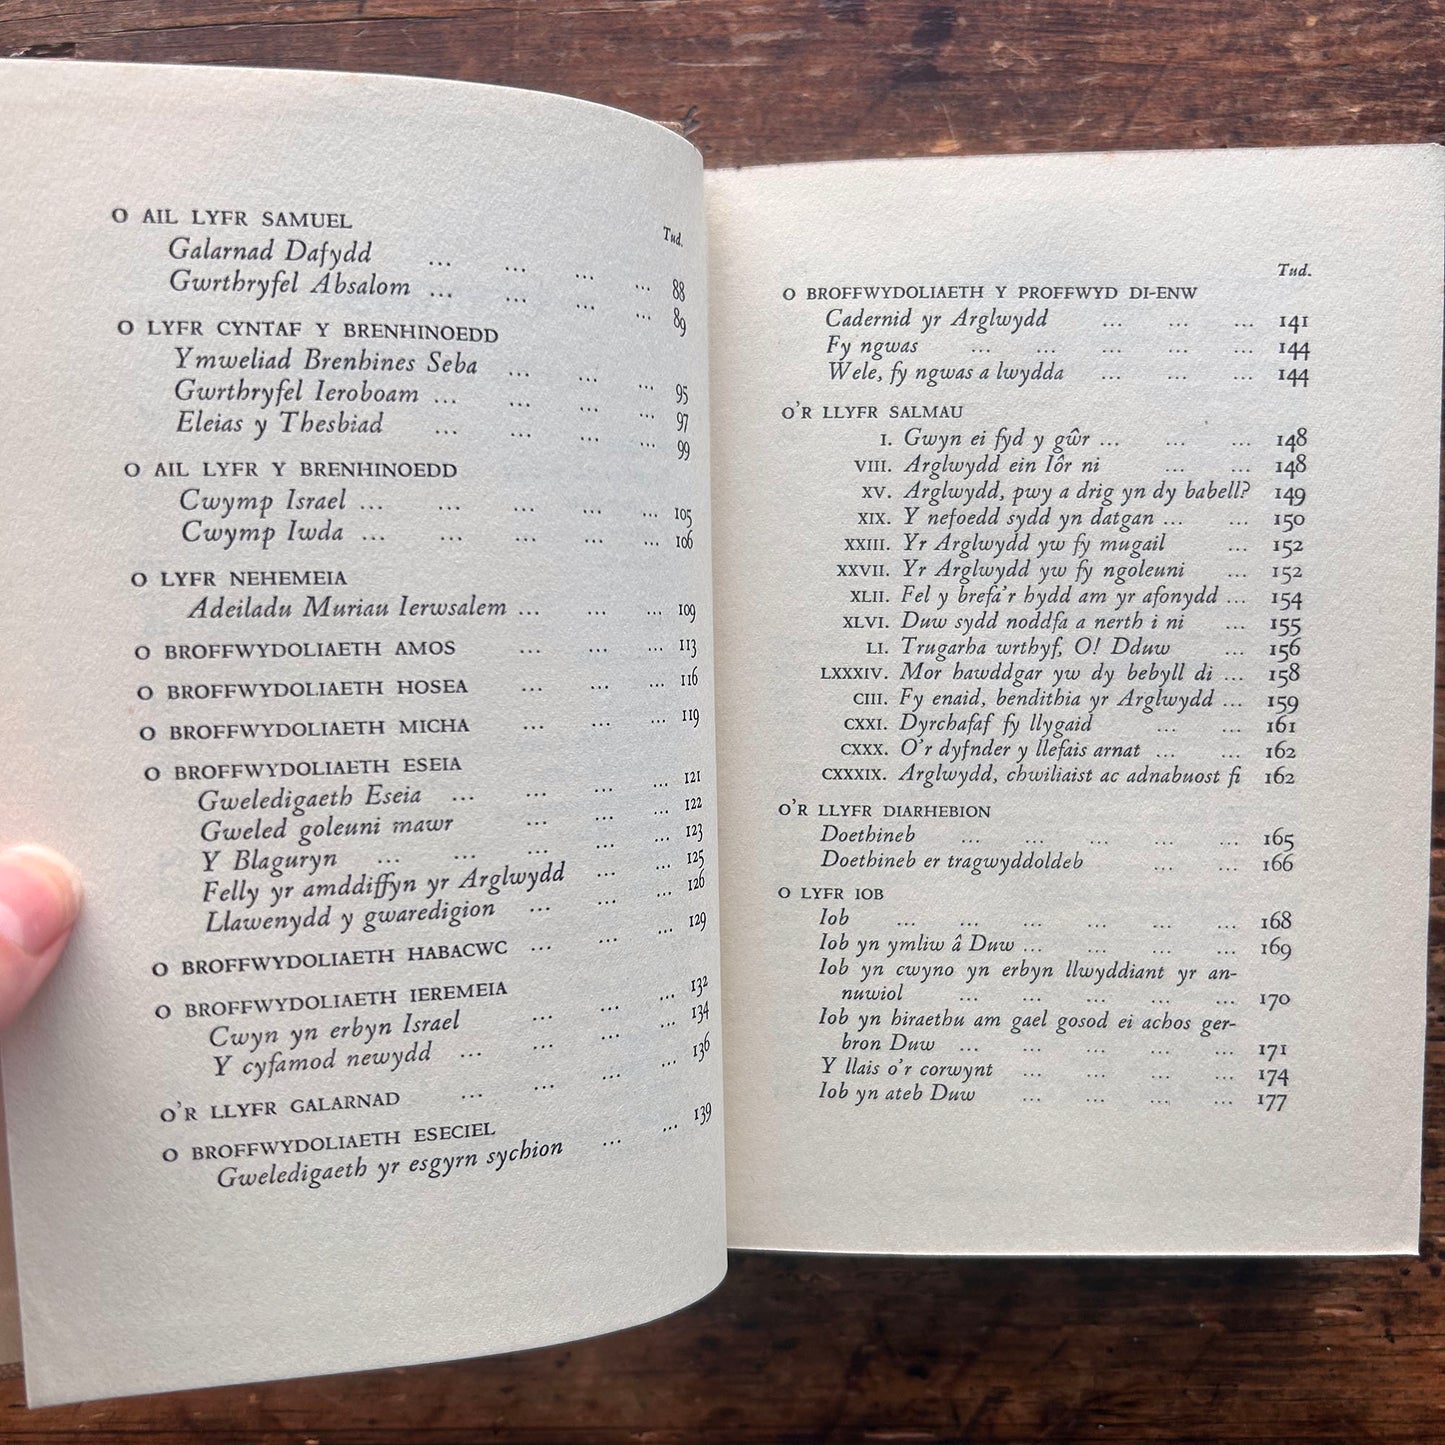 Tud.
O AIL LYFR SAMUEL
Galarnad Dafydd ... ... ... ... 88
Gwrthryfel Absalom ... ... ... ... 89
O LYFR CYNTAF Y BRENHINOEDD
Ymweliad Brenhines Seba ... ... ... 95
Gwrthryfel Ieroboam ... ... ... ... 97
Eleias y Thesbiad ... ... ... ... 99
O AIL LYFR Y BRENHINOEDD
Cwymp Israel ... ... ... ... ... 105
Cwymp Iwda ... ... ... ... ... 106
O LYFR NEHEMEIA
Adeiladu Muriau Ierwsalem ... ... ... 109
O BROFFWYDOLIAETH AMOS ... ... ... 113
O BROFFWYDOLIAETH HOSEA ... ... ... 116
O BROFFWYDOLIAETH MICHA ... ... ... 119
O BROFFWYDOLIAETH ESEIA
Gweledigaeth Eseia ... ... ... ... 121
Gweled goleuni mawr ... ... ... 122
Y Blaguryn ... ... ... ... ... 123
Felly yr amddiffyn yr Arglwydd ... ... 125
Llawenydd y gwaredigion ... ... ... 126
O BROFFWYDOLIAETH HABACWC ... ... ... 129
O BROFFWYDOLIAETH IEREMEIA
Cwyn yn erbyn Israel ... ... ... 132
Y cyfamod newydd ... ... ... ... 134
O'R LLYFR GALARNAD ... ... ... ... 136
O BROFFWYDOLIAETH ESECIEL
Gweledigaeth yr esgyrn sychion ... ... 139
Tud.
O BROFFWYDOLIAETH Y PROFFWYD DI-ENW
Cadernid yr Arglwydd ... ... ... 141
Fy ngwas ... ... ... ... ... 144
Wele, fy ngwas a lwydda ... ... ... 144
O'R LLYFR SALMAU
I. Gwyn ei fyd y gŵr ... ... ... 148
VIII. Arglwydd ein Iôr ni ... ... 148
XV. Arglwydd, pwy a drig yn dy babell? 149
XIX. Y nefoedd sydd yn datgan ... ... 150
XXIII. Yr Arglwydd yw fy mugail ... 152
XXVII. Yr Arglwydd yw fy ngoleuni ... 152
XLII. Fel y brefa'r hydd am yr afonydd ... 154
XLVI. Duw sydd noddfa a nerth i ni ... 155
LI. Trugarha wrthyf, O! Dduw ... 156
LXXXIV. Mor hawddgar yw dy bebyll di ... 158
CIII. Fy enaid, bendithia yr Arglwydd ... 159
CXXI. Dyrchafaf fy llygaid ... ... 161
CXXX. O'r dyfnder y llefais arnat ... ... 162
CXXXIX. Arglwydd, chwiliaist ac adnabuost fi 162
O'R LLYFR DIARHEBION
Doethineb ... ... ... ... ... 165
Doethineb er tragwyddoldeb ... ... 166
O LYFR IOB
Iob ... ... ... ... ... ... 168
Iob yn ymliw â Duw ... ... ... ... 169
Iob yn cwyno yn erbyn llwyddiant yr an-
nuwiol ... ... ... ... ... 170
Iob yn hiraethu am gael gosod ei achos ger-
bron Duw ... ... ... ... ... 171
Y llais o'r corwynt ... ... ... ... 174
Iob yn ateb Duw ... ... ... ... 177